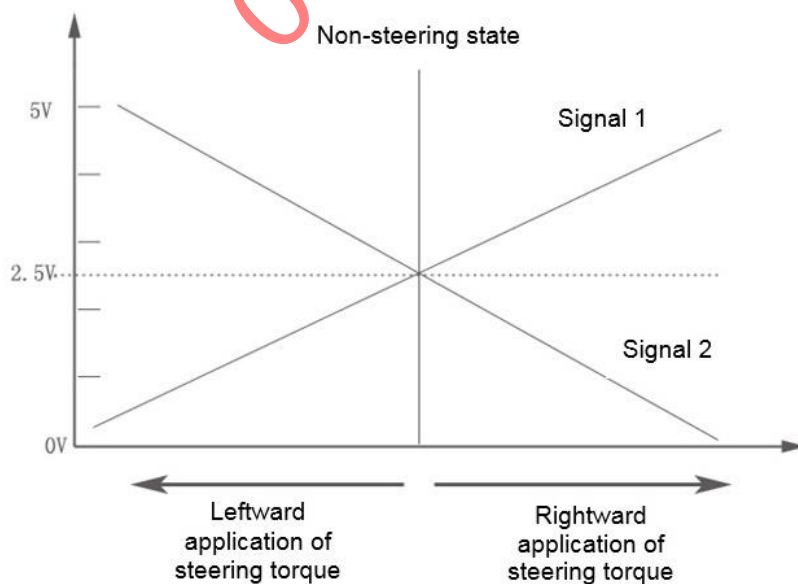 Non-steering state
5V
Signal 1
2.5V
Signal 2
0V
Leftward
application of
steering torque
Rightward
application of
steering torque